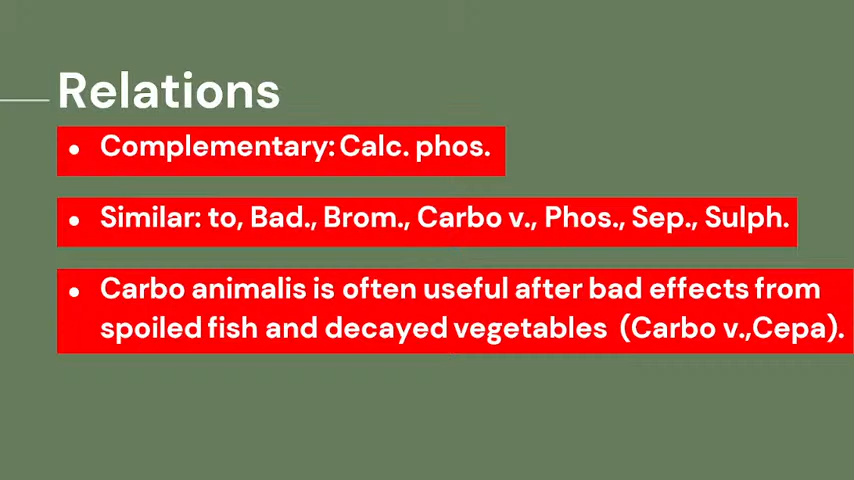 Relations
• Complementary: Calc. phos.
• Similar: to, Bad., Brom., Carbo v., Phos., Sep., Sulph.
• Carbo animalis is often useful after bad effects from
spoiled fish and decayed vegetables (Carbo v.,Cepa).